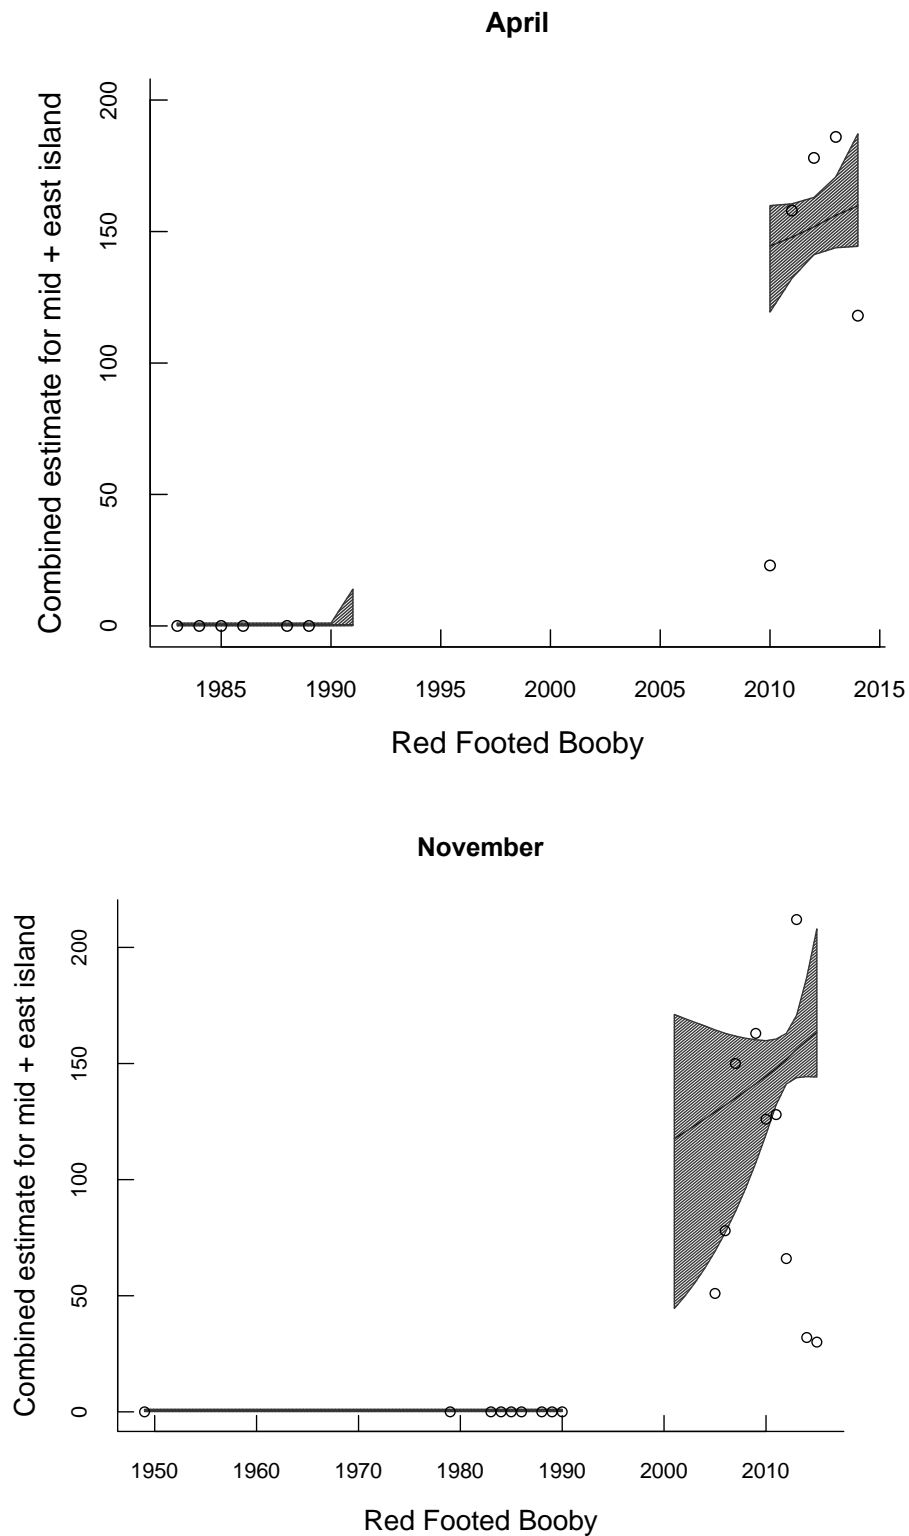 April
Combined estimate for mid + east island
200
150
100
50
0
1985 1990 1995 2000 2005 2010 2015
Red Footed Booby
November
Combined estimate for mid + east island
200
150
100
50
0
1950 1960 1970 1980 1990 2000 2010
Red Footed Booby